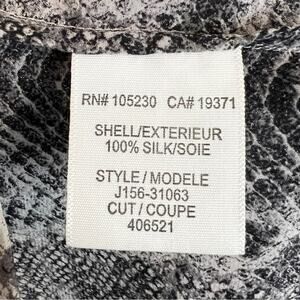 RN# 105230 CA# 19371
SHELL/EXTERIEUR
100% SILK/SOIE
STYLE / MODELE
J156-31063
CUT / COUPE
406521